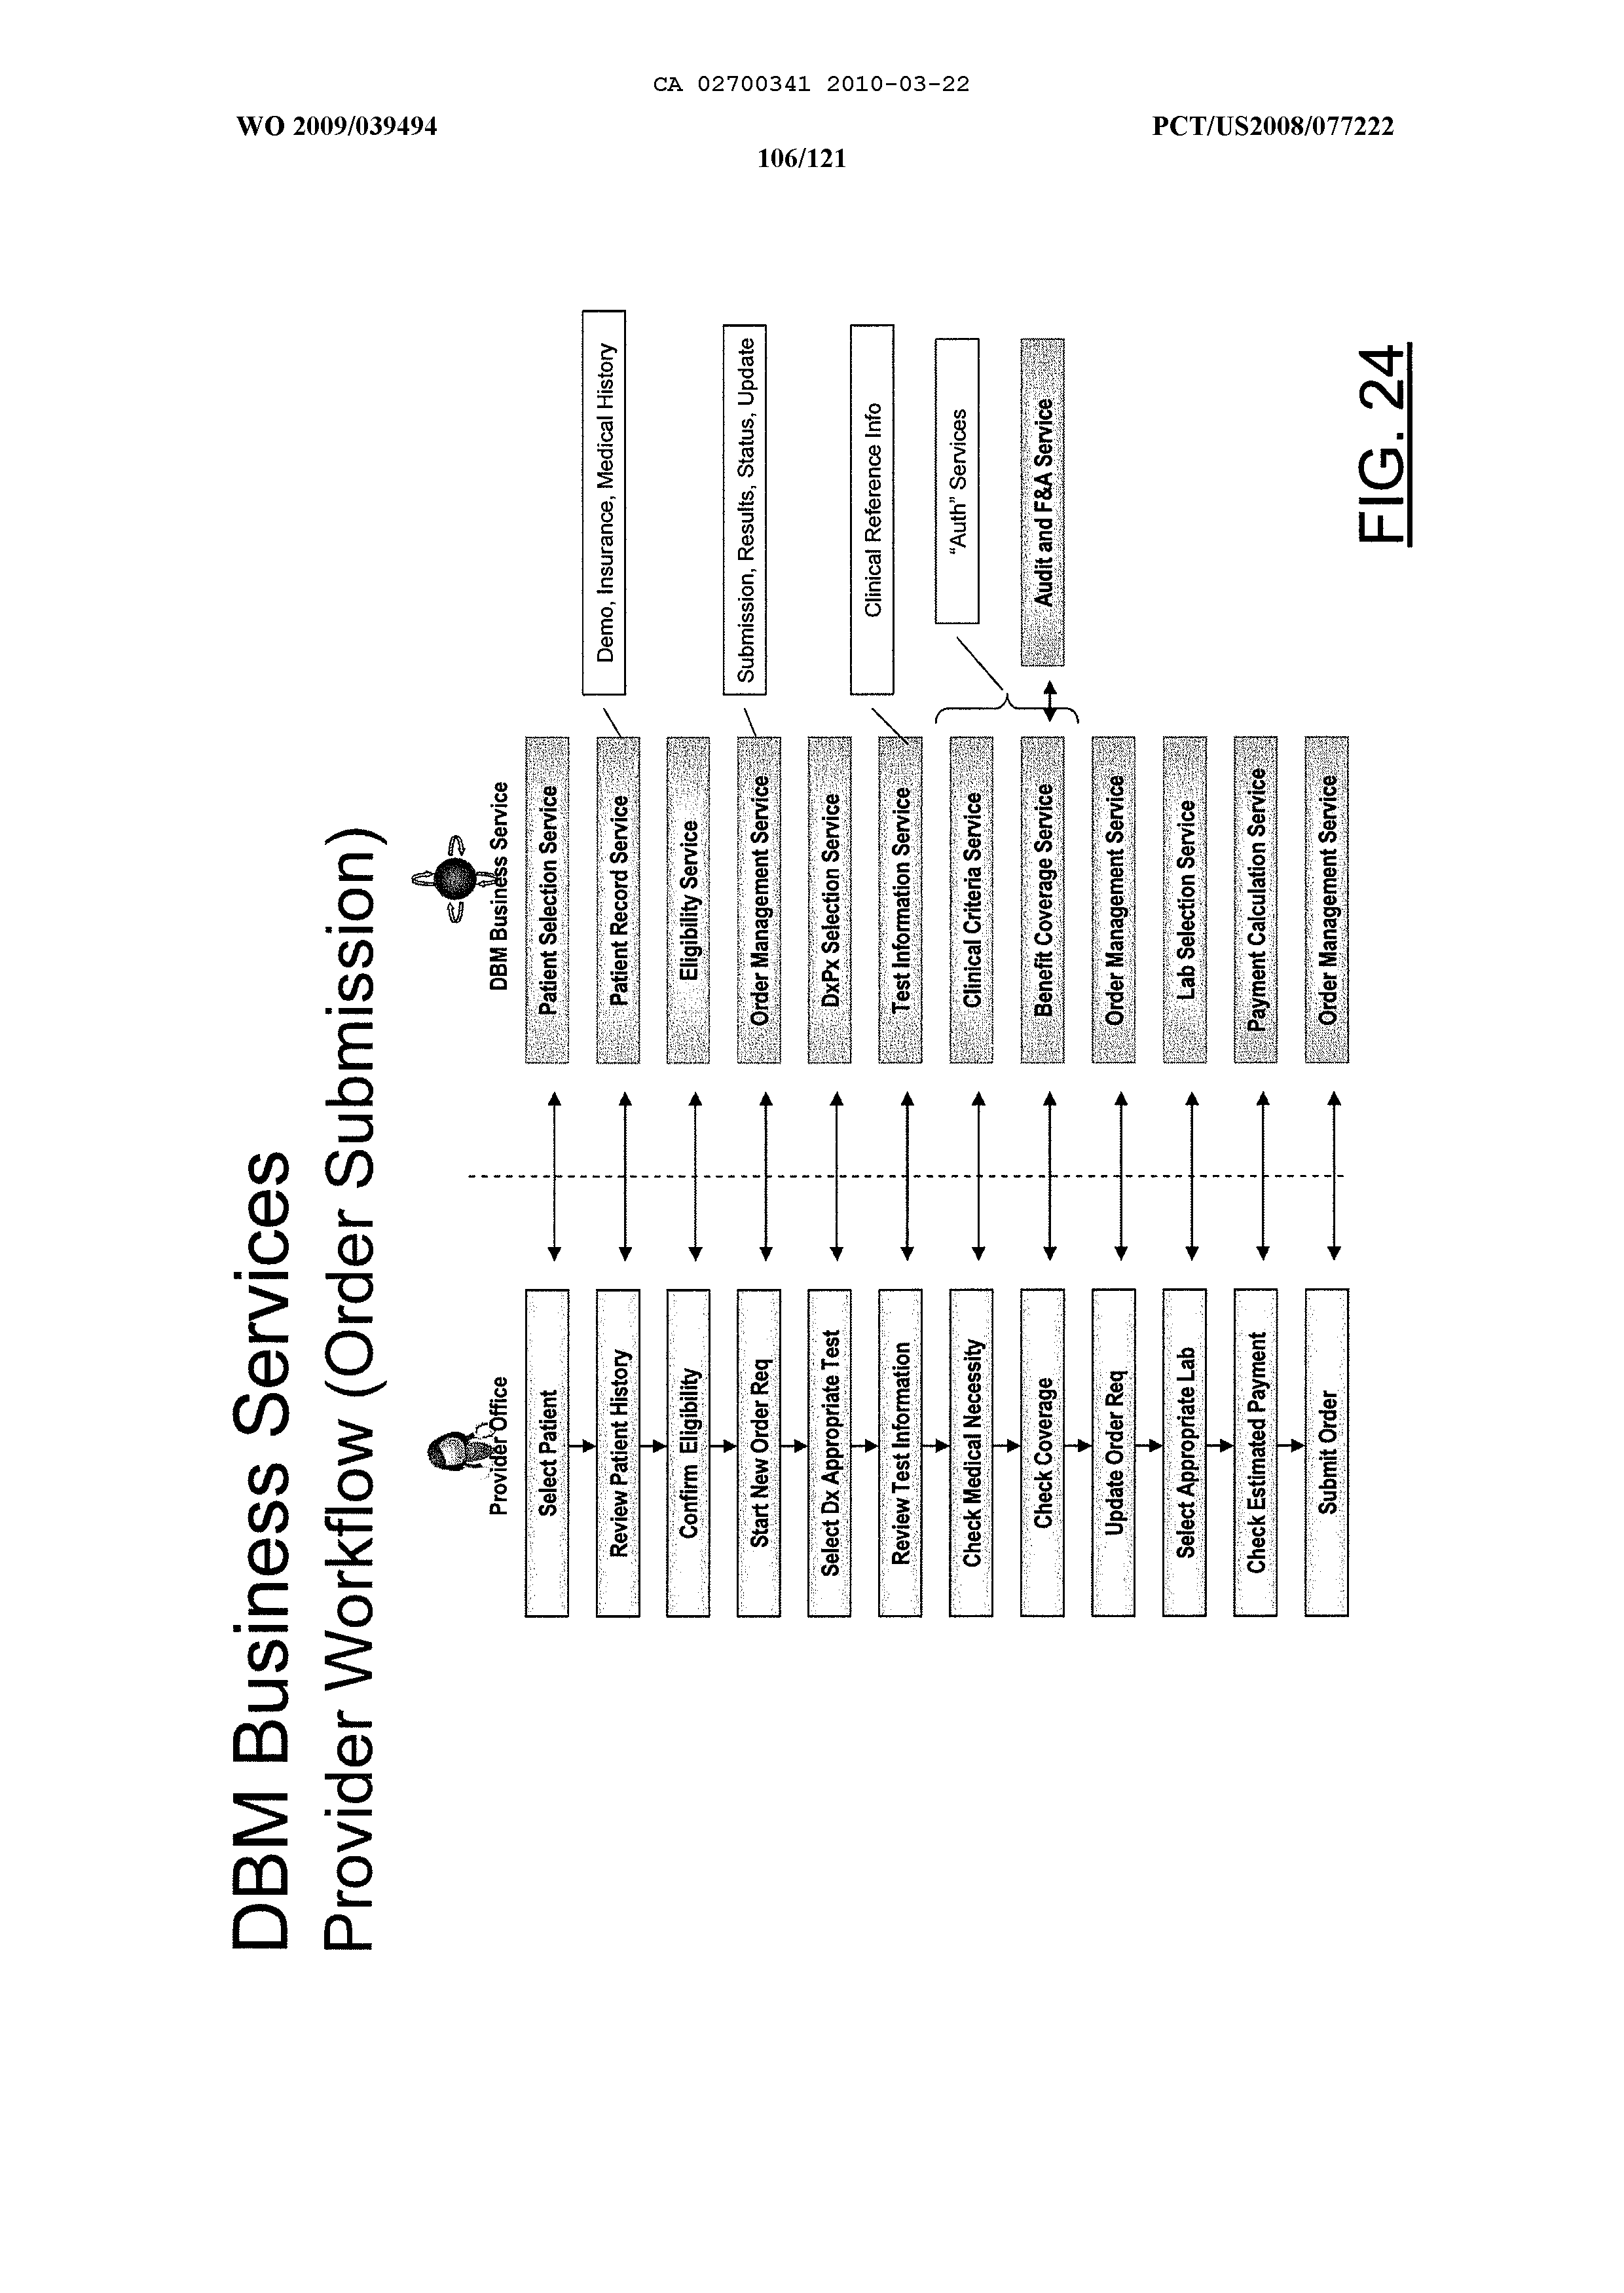 CA 02700341 2010-03-22
WO 2009/039494
PCT/US2008/077222
106/121
DBM Business Services
Provider Workflow (Order Submission)
Provider Office
DBM Business Service
Select Patient
Patient Selection Service
Review Patient History
Patient Record Service
Demo, Insurance, Medical History
Confirm Eligibility
Eligibility Service
Start New Order Req
Order Management Service
Submission, Results, Status, Update
Select Dx Appropriate Test
DxPx Selection Service
Review Test Information
Test Information Service
Clinical Reference Info
Check Medical Necessity
Clinical Criteria Service
“Auth” Services
Check Coverage
Benefit Coverage Service
Audit and F&A Service
Update Order Req
Order Management Service
Select Appropriate Lab
Lab Selection Service
Check Estimated Payment
Payment Calculation Service
Submit Order
Order Management Service
FIG. 24